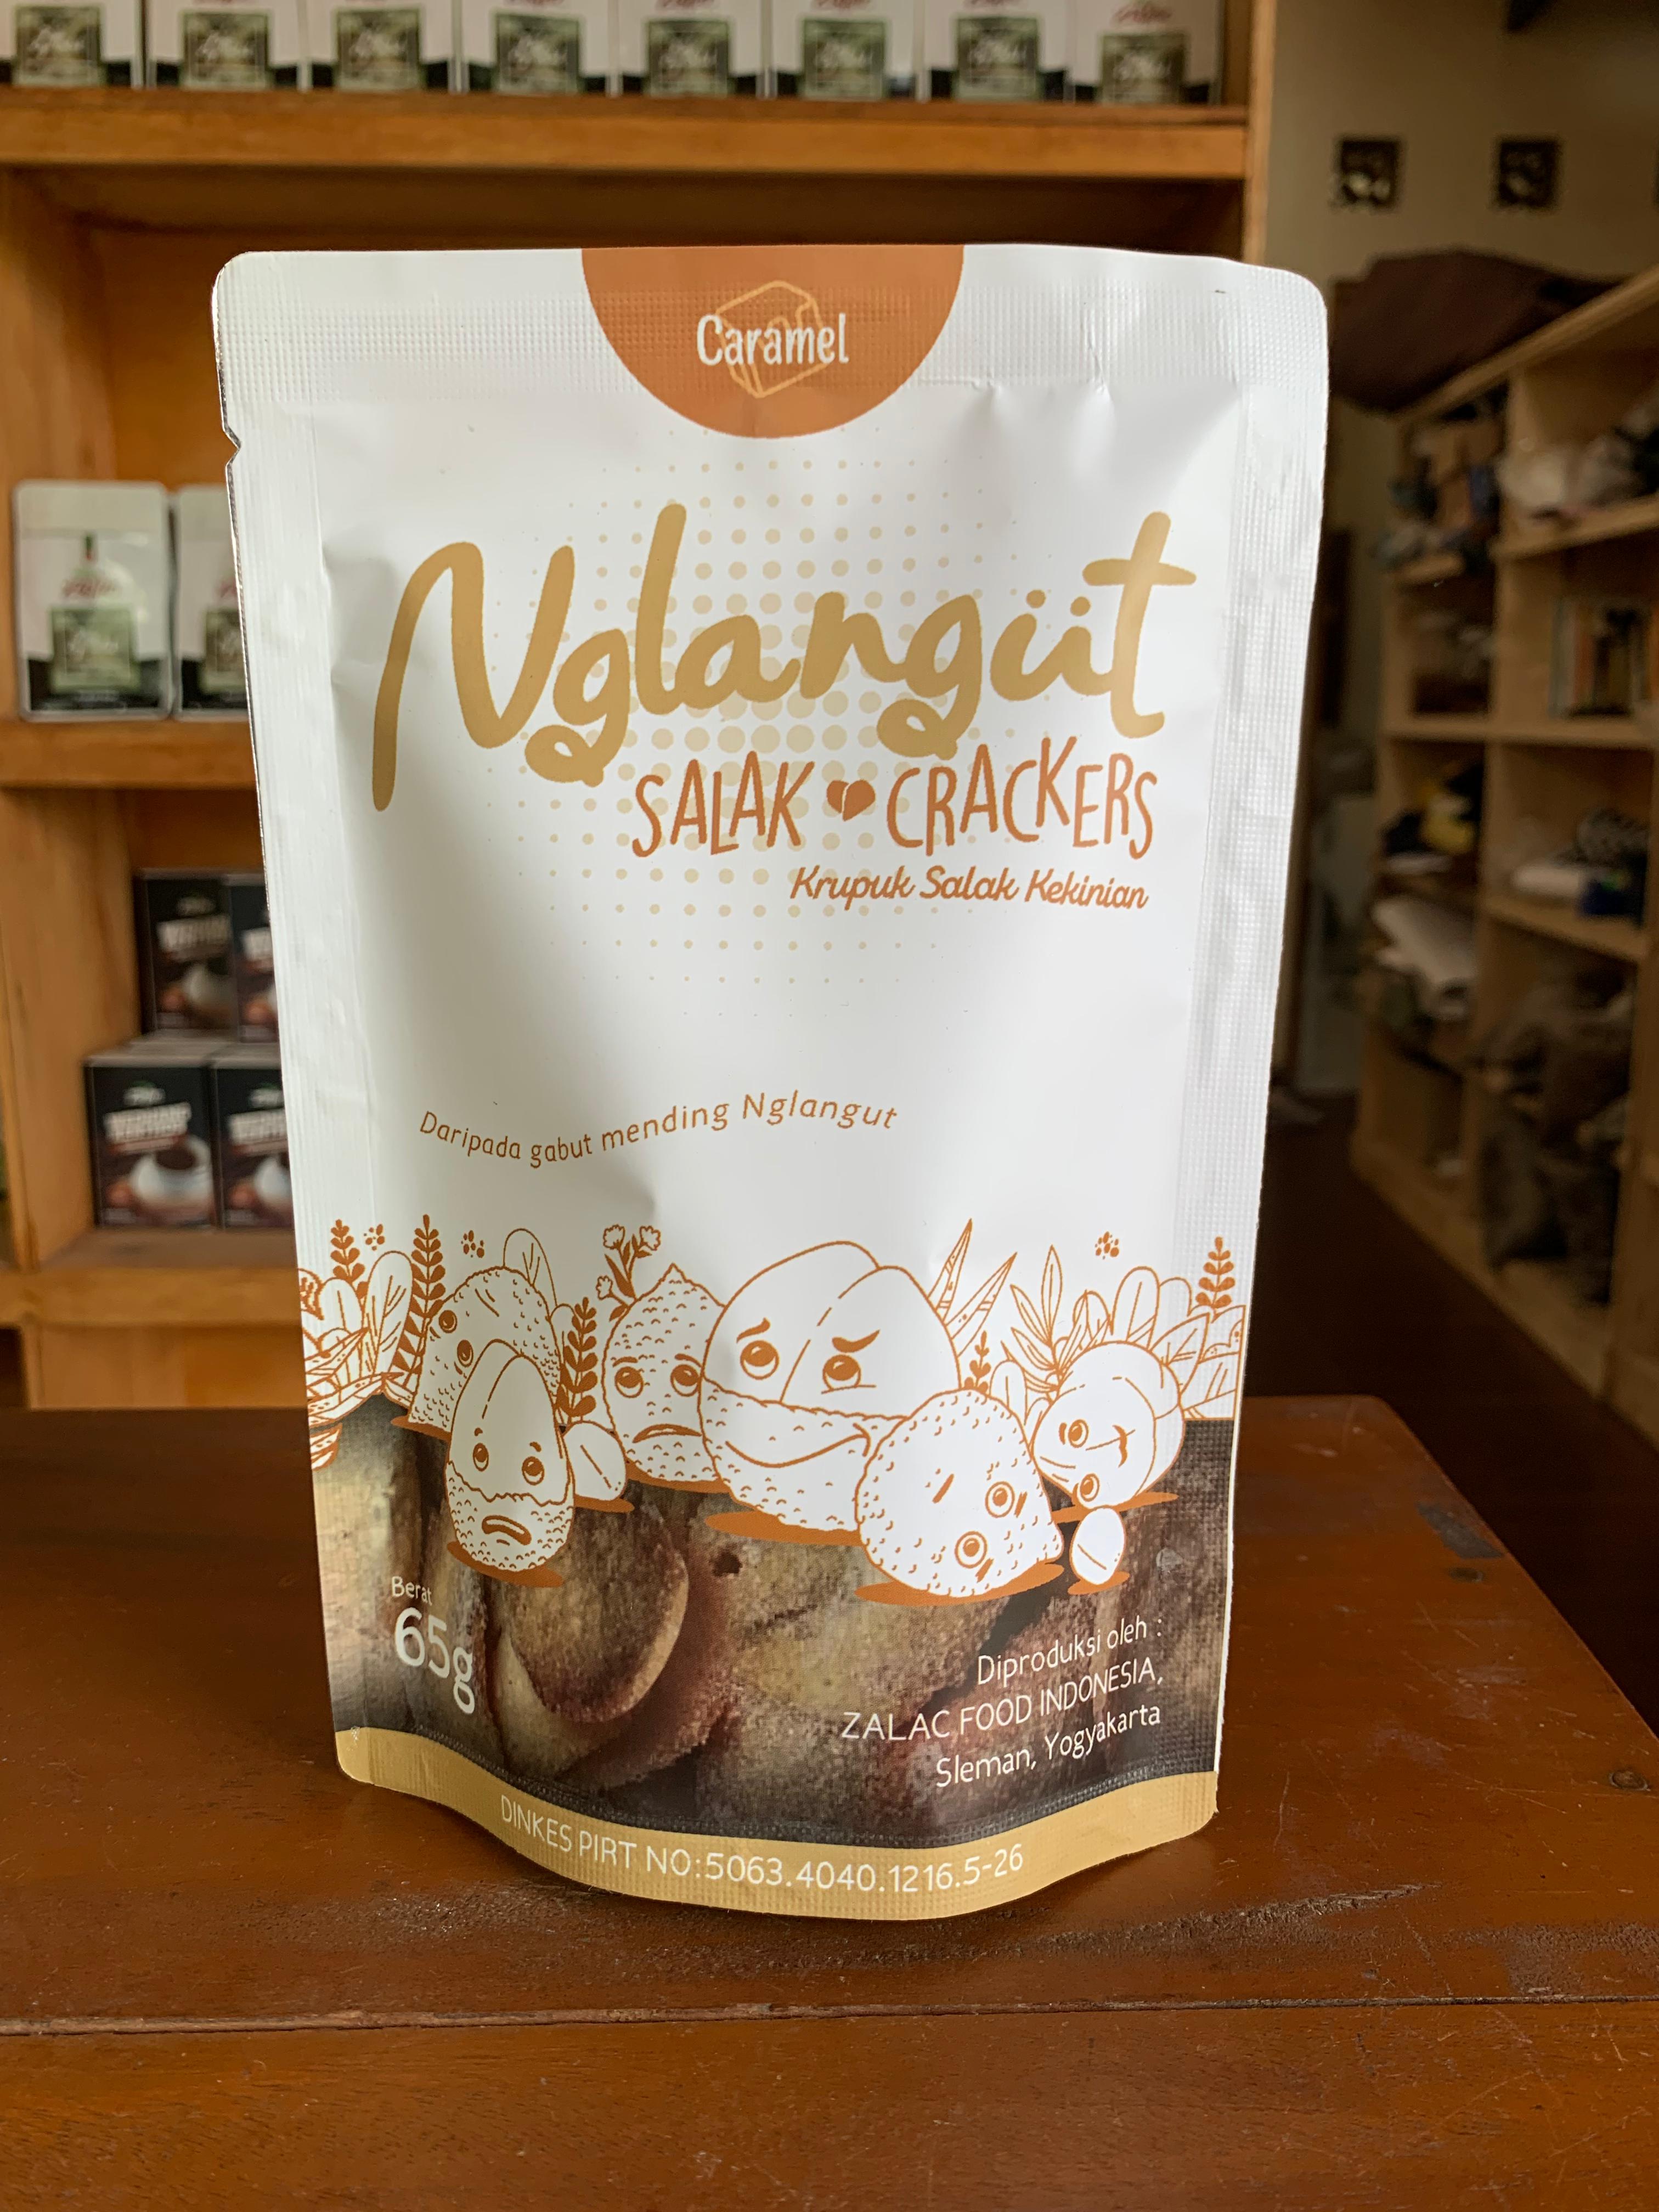 Caramel
Nglangut
SALAK CRACKERS
Krupuk Salak Kekinian
Daripada gabut mending Nglangut
Berat
65g
Diproduksi oleh :
ZALAC FOOD INDONESIA,
Sleman, Yogyakarta
DINKES PIRT NO:5063.4040.1216.5-26